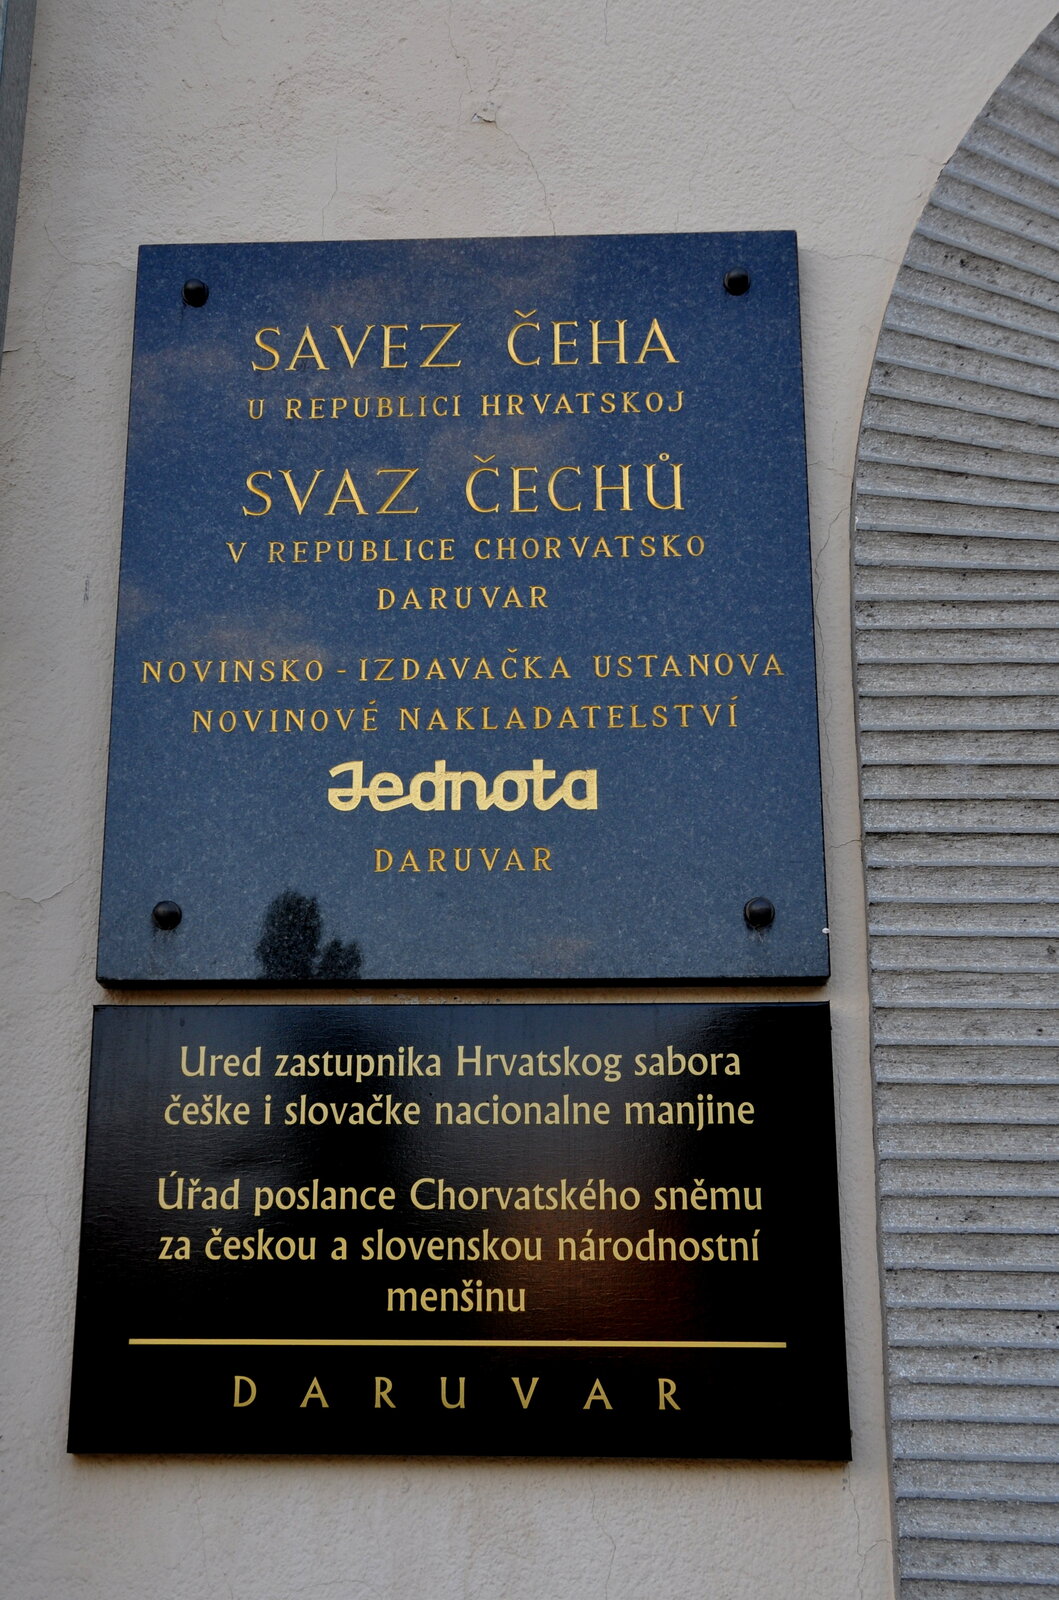 SAVEZ ČEHA
U REPUBLICI HRVATSKOJ
SVAZ ČECHŮ
V REPUBLICE CHORVATSKO
DARUVAR
NOVINSKO - IZDAVAČKA USTANOVA
NOVINOVÉ NAKLADATELSTVÍ
Jednota
DARUVAR
Ured zastupnika Hrvatskog sabora
češke i slovačke nacionalne manjine
Úřad poslance Chorvatského sněmu
za českou a slovenskou národnostní
menšinu
DARUVAR